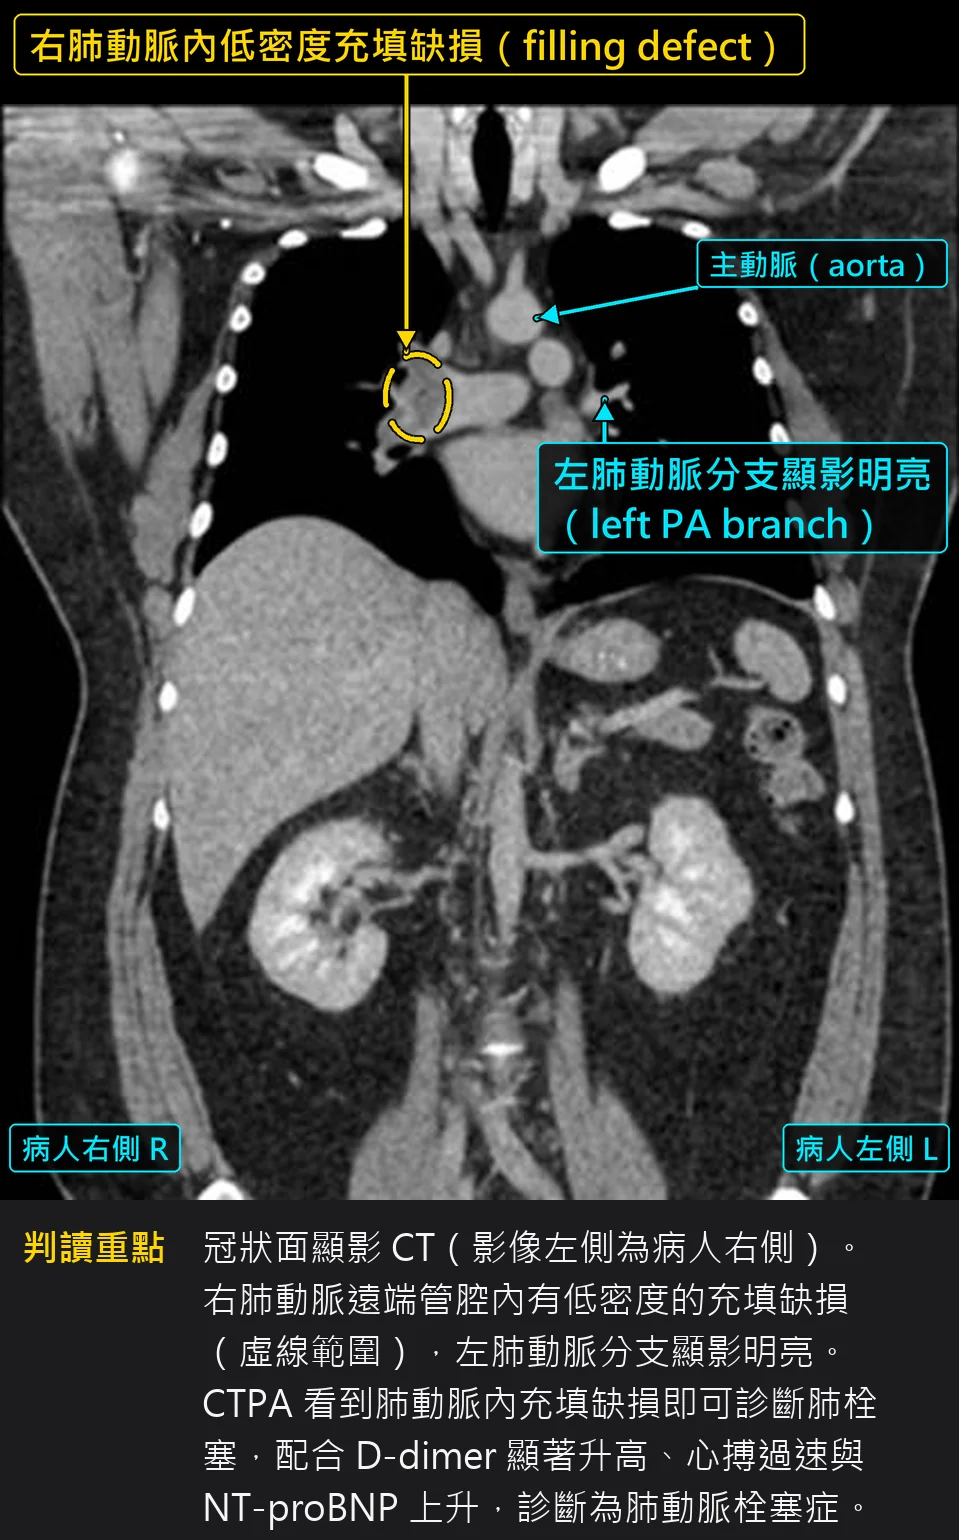 右肺動脈內低密度充填缺損（filling defect）
主動脈（aorta）
左肺動脈分支顯影明亮
（left PA branch）
病人右側 R
病人左側 L
判讀重點
冠狀面顯影 CT（影像左側為病人右側）。
右肺動脈遠端管腔內有低密度的充填缺損
（虛線範圍），左肺動脈分支顯影明亮。
CTPA 看到肺動脈內充填缺損即可診斷肺栓
塞，配合 D-dimer 顯著升高、心搏過速與
NT-proBNP 上升，診斷為肺動脈栓塞症。